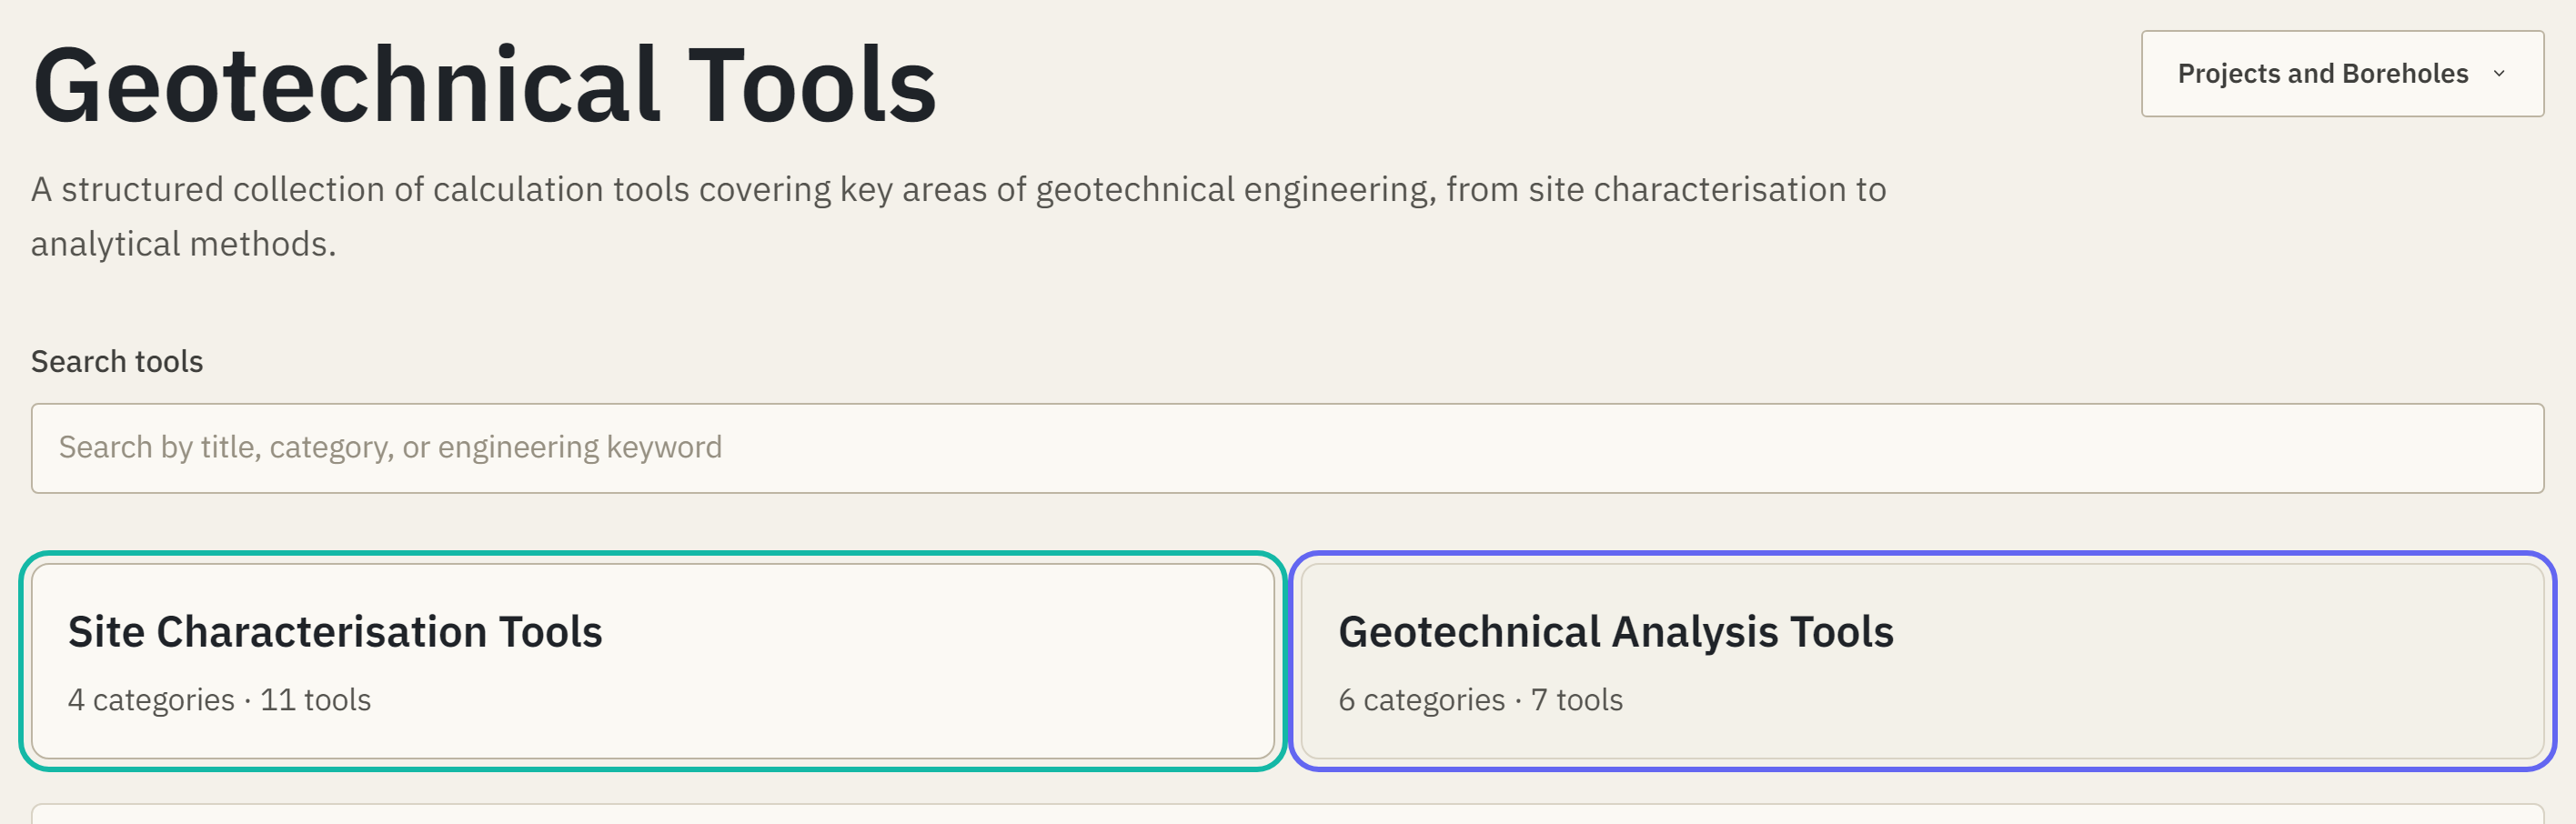 Geotechnical Tools
Projects and Boreholes
A structured collection of calculation tools covering key areas of geotechnical engineering, from site characterisation to
analytical methods.
Search tools
Search by title, category, or engineering keyword
Site Characterisation Tools
4 categories · 11 tools
Geotechnical Analysis Tools
6 categories · 7 tools